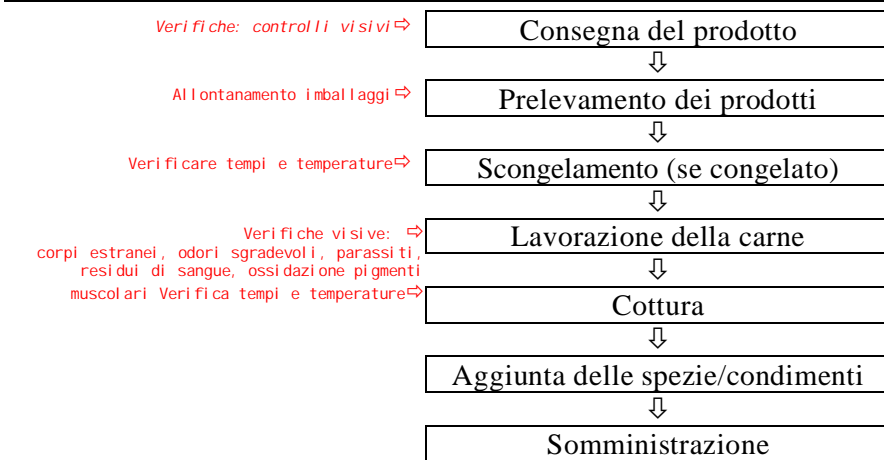 Verifiche: controlli visivi⇨ Consegna del prodotto
⇩
Allontanamento imballaggi⇨ Prelevamento dei prodotti
⇩
Verificare tempi e temperature⇨ Scongelamento (se congelato)
⇩
Verifiche visive: ⇨ Lavorazione della carne
corpi estranei, odori sgradevoli, parassiti,
residui di sangue, ossidazione pigmenti
⇩
muscolari Verifica tempi e temperature⇨ Cottura
⇩
Aggiunta delle spezie/condimenti
⇩
Somministrazione